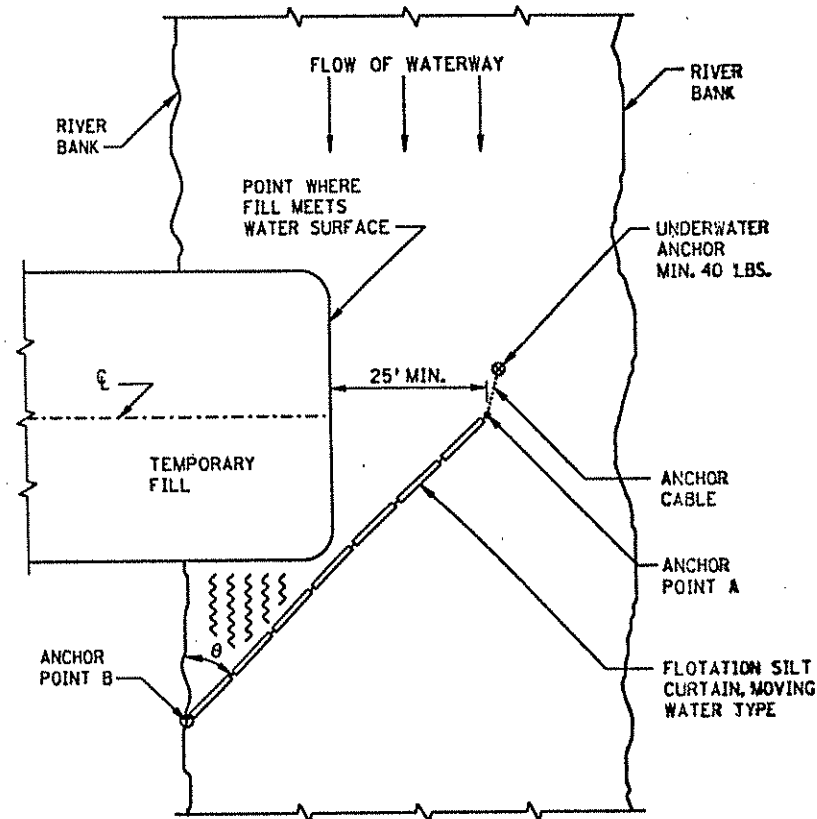 FLOW OF WATERWAY
RIVER
BANK
RIVER
BANK
POINT WHERE
FILL MEETS
WATER SURFACE
UNDERWATER
ANCHOR
MIN. 40 LBS.
25' MIN.
℄
TEMPORARY
FILL
ANCHOR
CABLE
ANCHOR
POINT A
θ
ANCHOR
POINT B
FLOTATION SILT
CURTAIN, MOVING
WATER TYPE